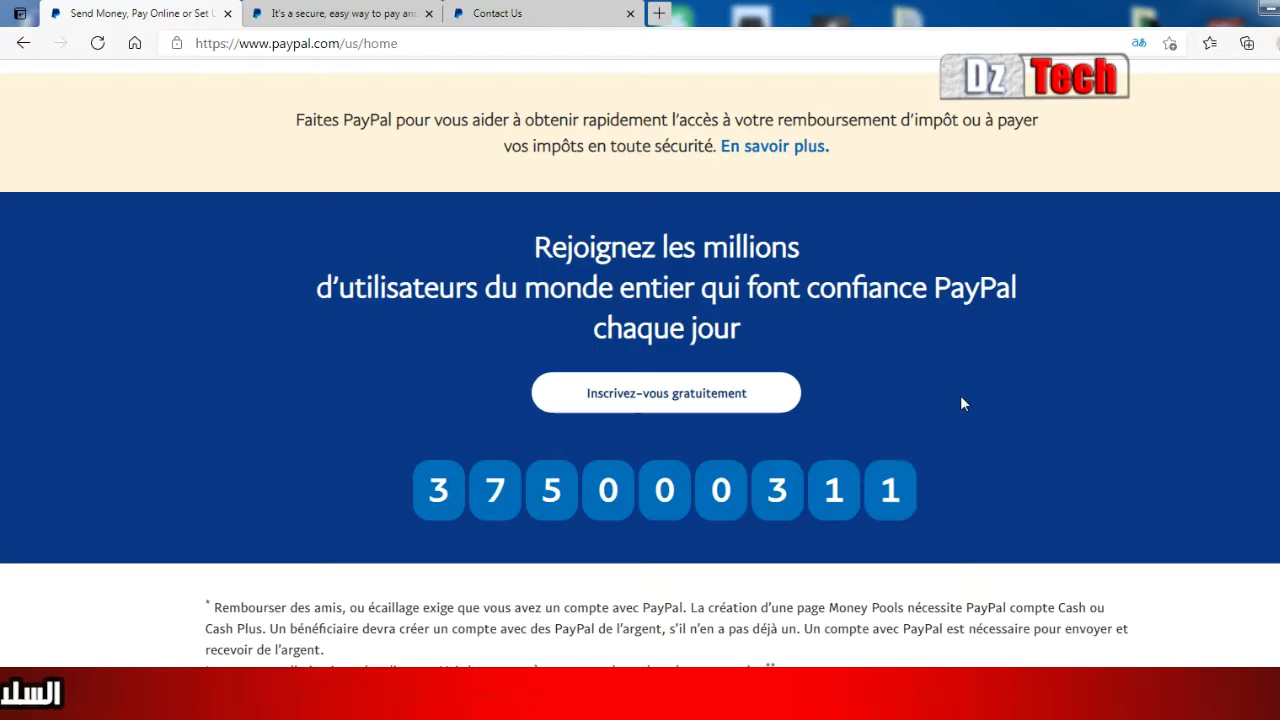 Send Money, Pay Online or Set U
It's a secure, easy way to pay and
Contact Us
https://www.paypal.com/us/home
Dz Tech
Faites PayPal pour vous aider à obtenir rapidement l'accès à votre remboursement d'impôt ou à payer
vos impôts en toute sécurité. En savoir plus.
Rejoignez les millions
d'utilisateurs du monde entier qui font confiance PayPal
chaque jour
Inscrivez-vous gratuitement
3 7 5 0 0 0 3 1 1
* Rembourser des amis, ou écaillage exige que vous avez un compte avec PayPal. La création d'une page Money Pools nécessite PayPal compte Cash ou
Cash Plus. Un bénéficiaire devra créer un compte avec des PayPal de l'argent, s'il n'en a pas déjà un. Un compte avec PayPal est nécessaire pour envoyer et
recevoir de l'argent.
السلا